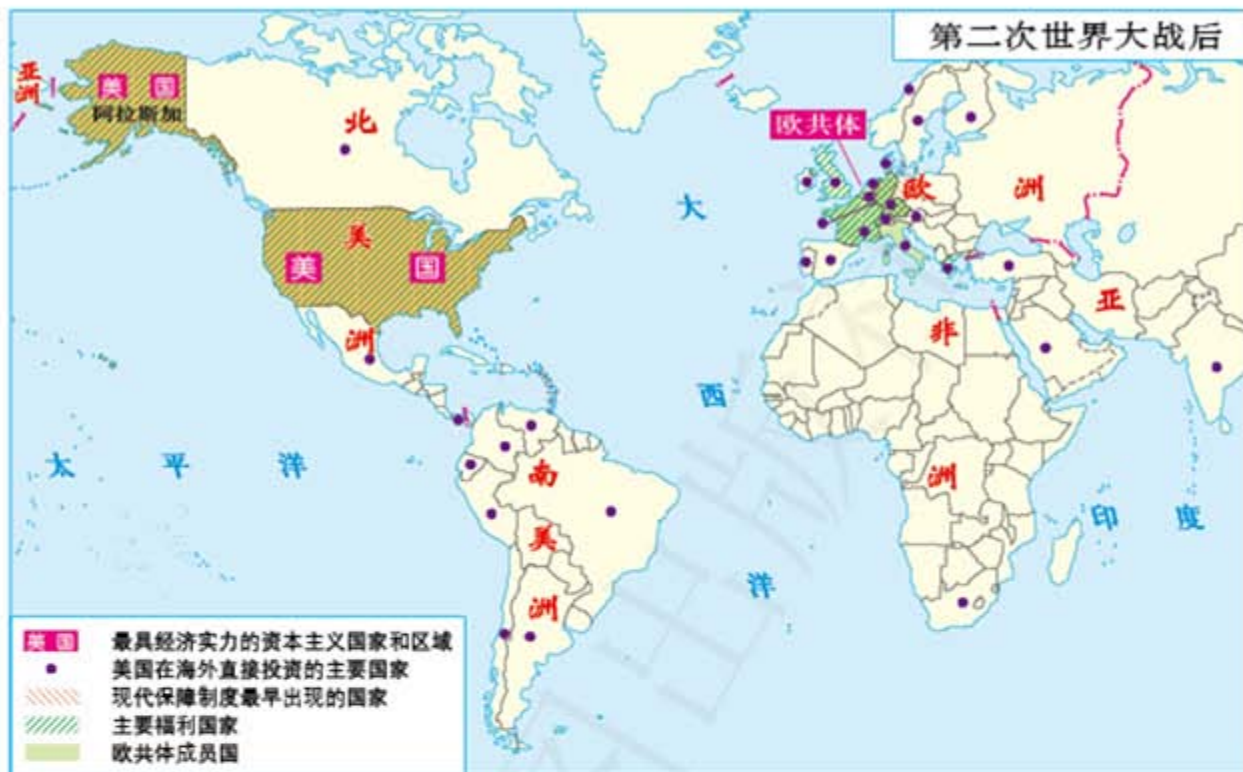 第二次世界大战后
亚洲
美 国
阿拉斯加
北
美
洲
美 国
欧共体
欧 洲
大
西
洋
亚
非
洲
太 平 洋
南
美
洲
印 度
美 国 最具经济实力的资本主义国家和区域
美国在海外直接投资的主要国家
现代保障制度最早出现的国家
主要福利国家
欧共体成员国